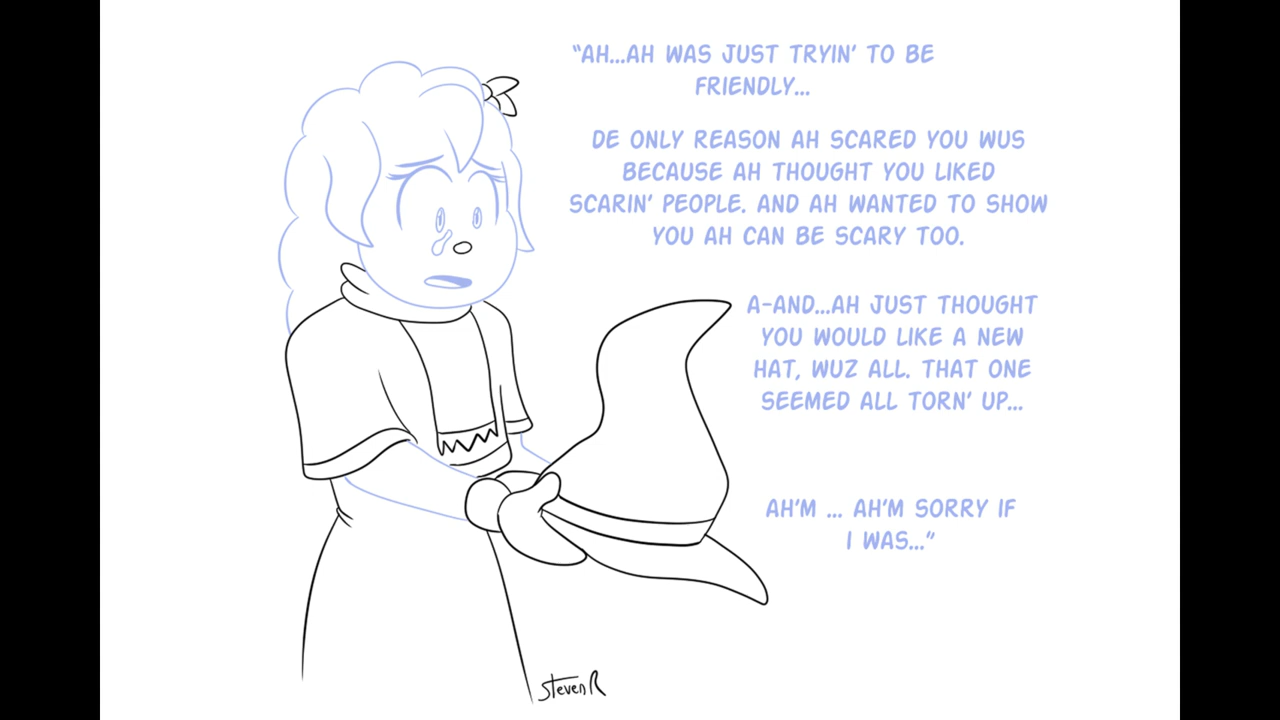 "AH...AH WAS JUST TRYIN' TO BE
FRIENDLY...
DE ONLY REASON AH SCARED YOU WUS
BECAUSE AH THOUGHT YOU LIKED
SCARIN' PEOPLE. AND AH WANTED TO SHOW
YOU AH CAN BE SCARY TOO.
A-AND...AH JUST THOUGHT
YOU WOULD LIKE A NEW
HAT, WUZ ALL. THAT ONE
SEEMED ALL TORN' UP...
AH'M ... AH'M SORRY IF
I WAS..."
StevenR